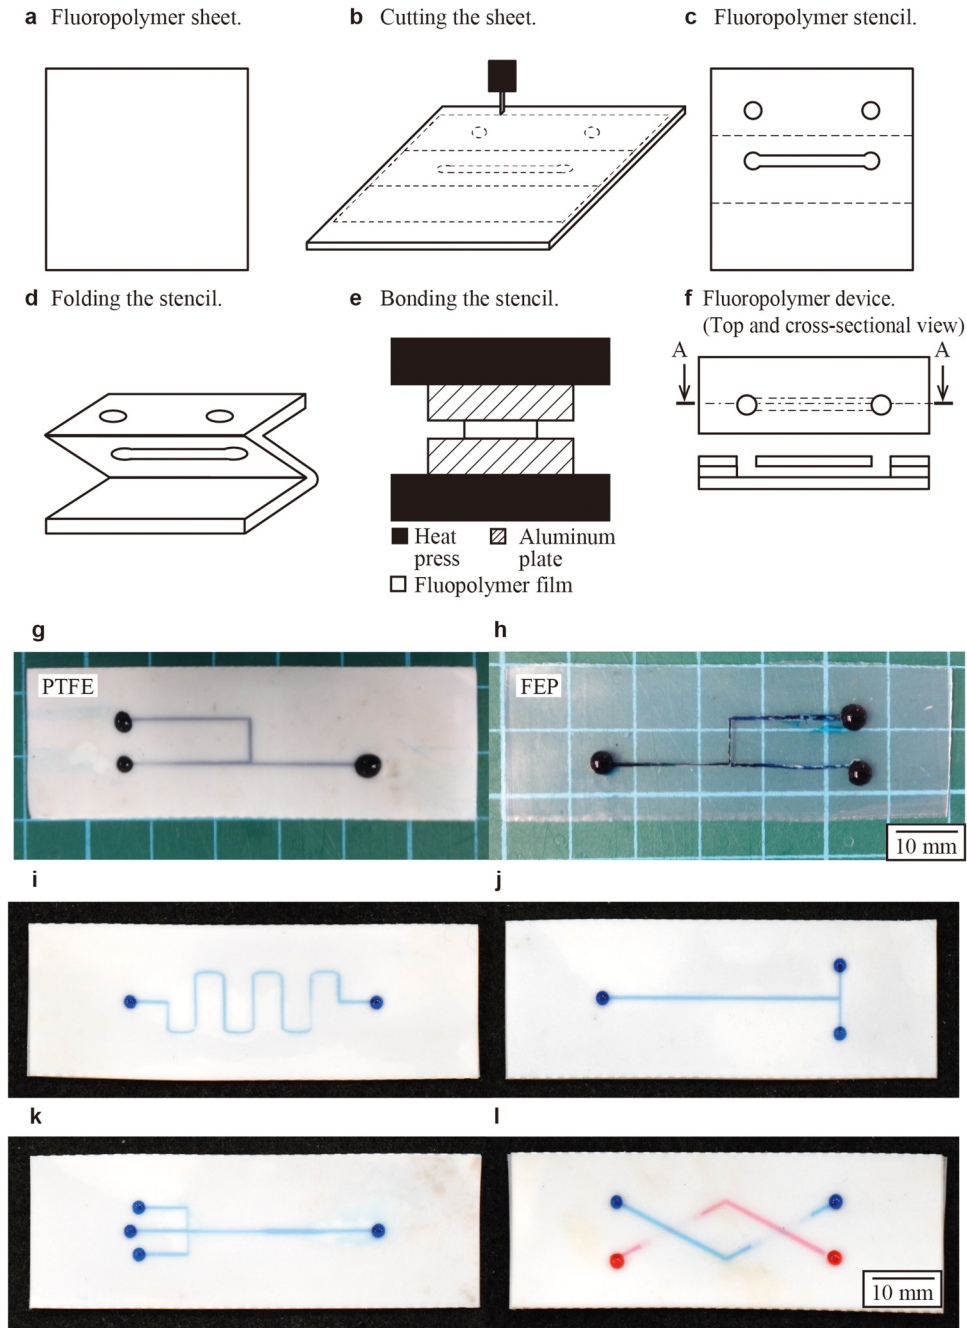 a Fluoropolymer sheet.
b Cutting the sheet.
c Fluoropolymer stencil.
d Folding the stencil.
e Bonding the stencil.
f Fluoropolymer device.
(Top and cross-sectional view)
A
A
Heat
press
Aluminum
plate
Fluopolymer film
g
h
PTFE
FEP
10 mm
i
j
k
l
10 mm